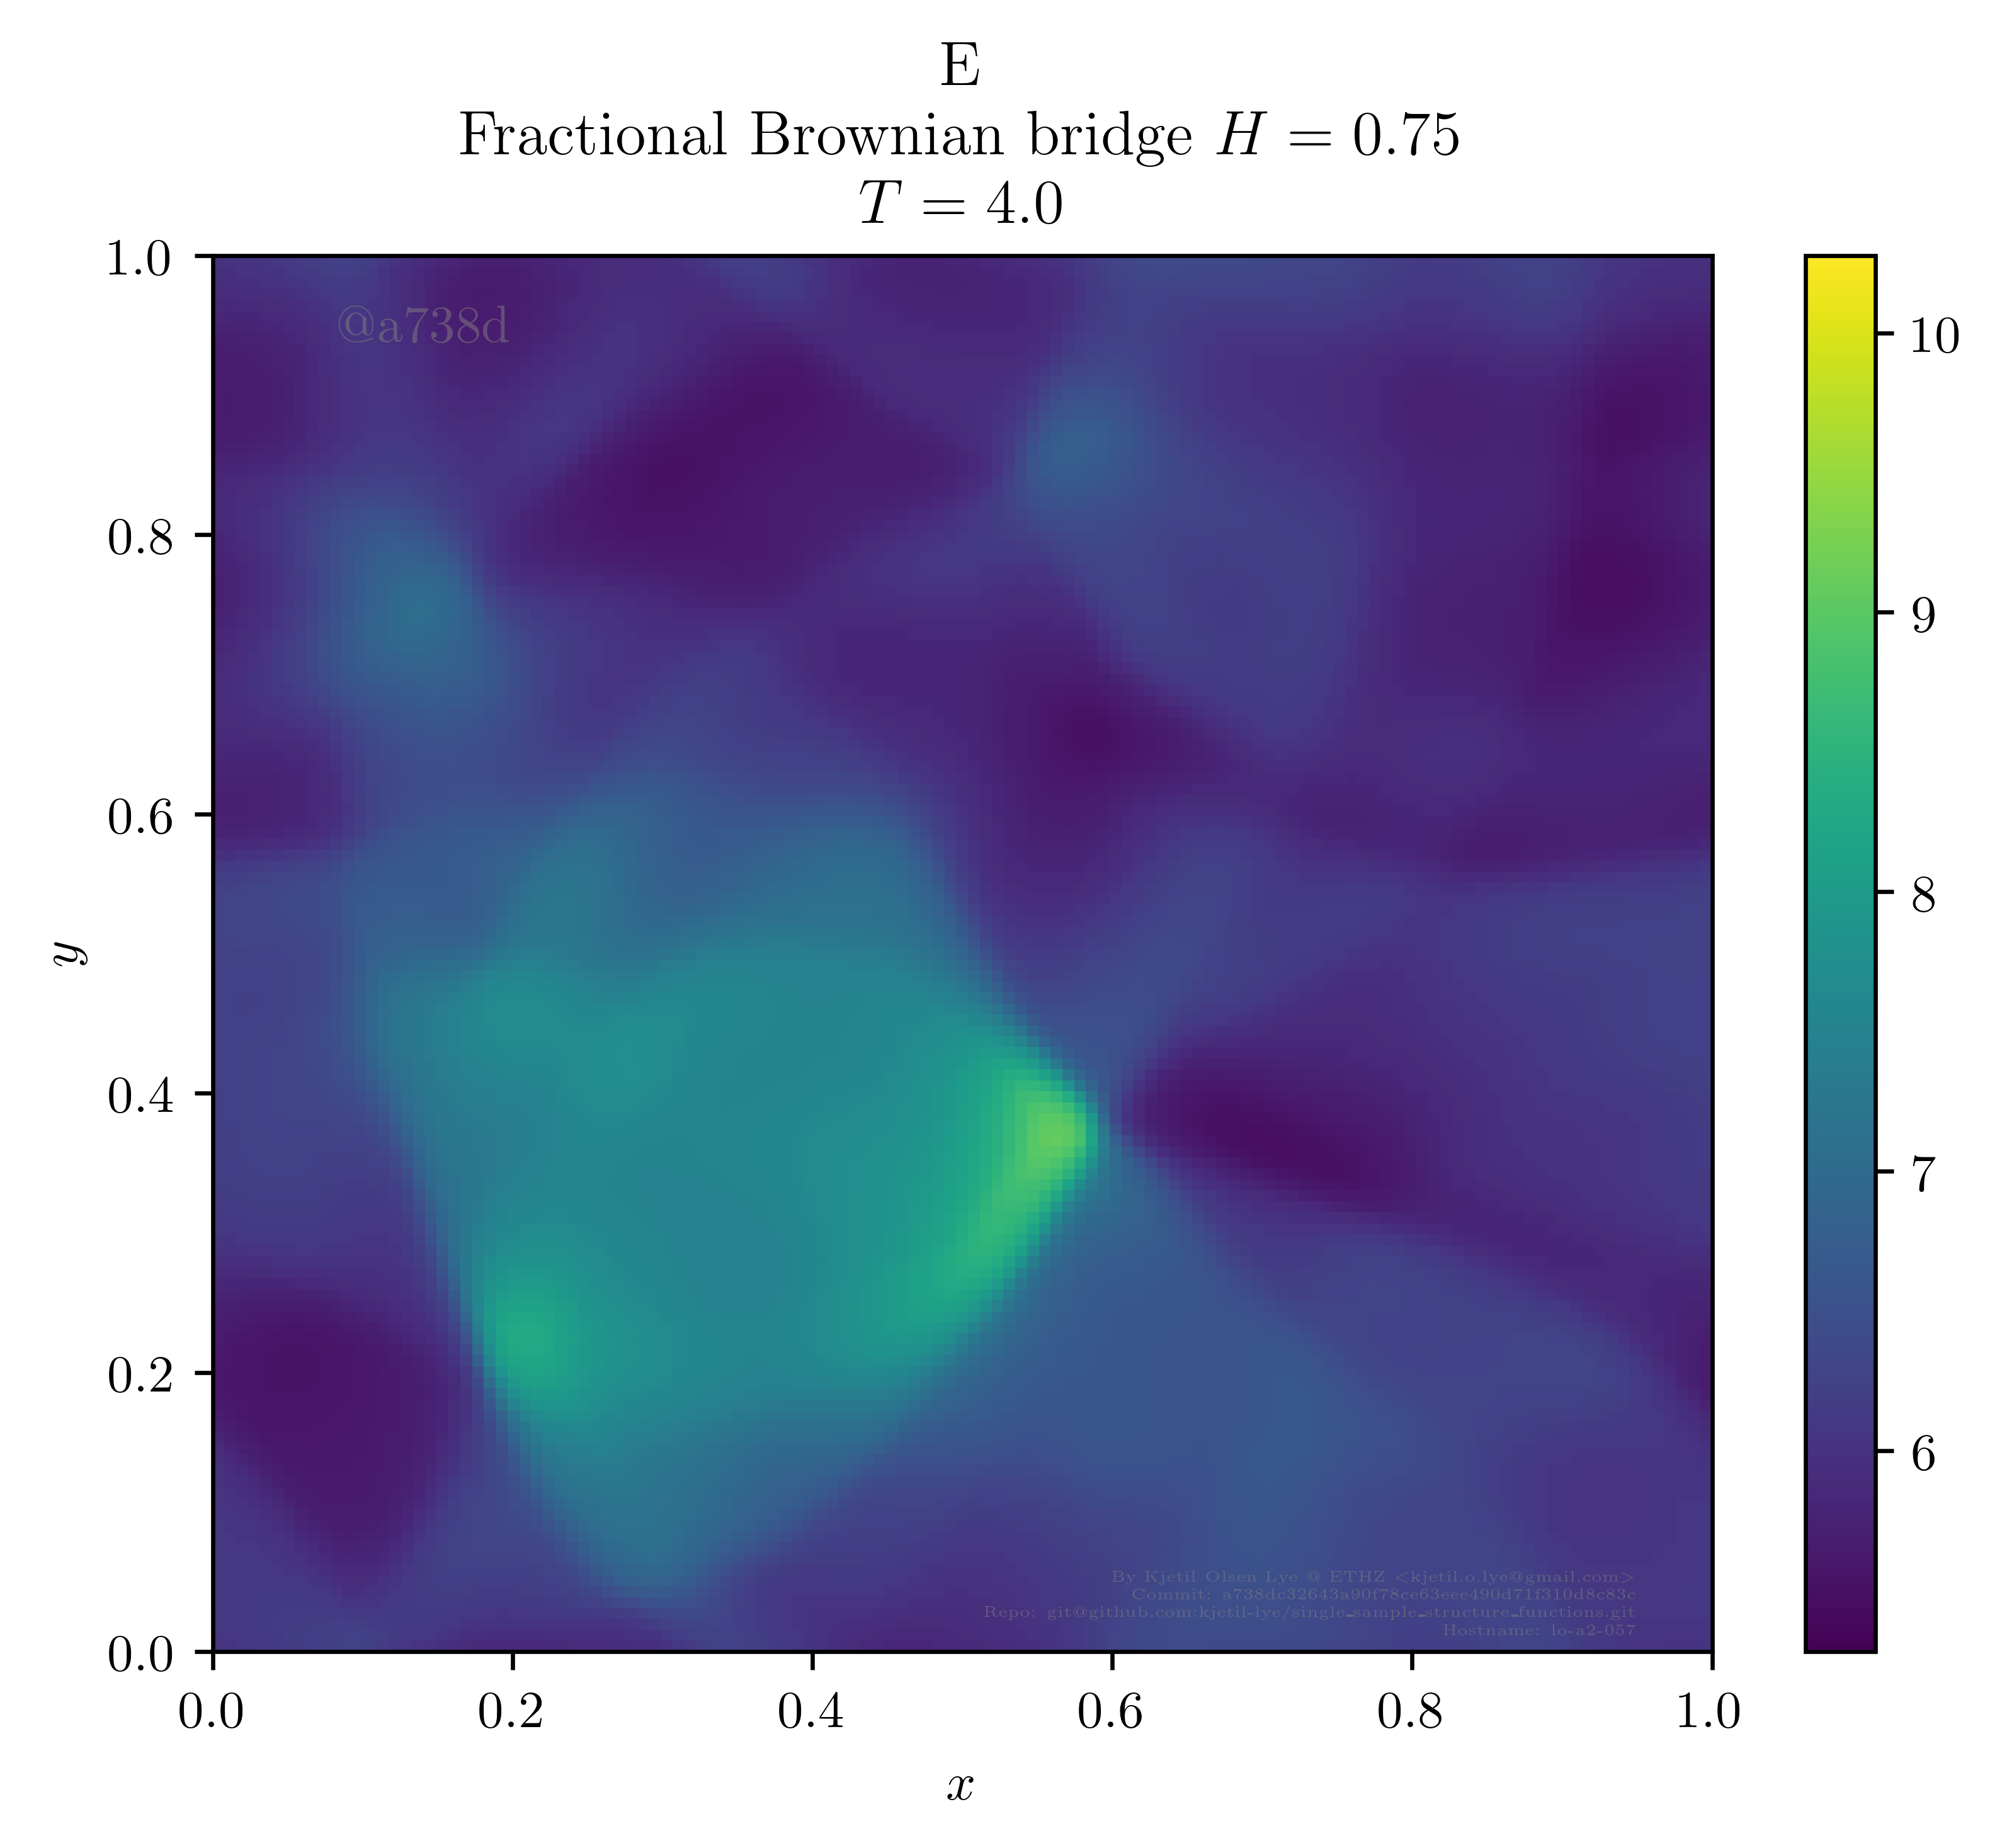 E
Fractional Brownian bridge H = 0.75
T = 4.0
@a738d
1.0
0.8
0.6
0.4
0.2
0.0
y
0.0 0.2 0.4 0.6 0.8 1.0
x
10
9
8
7
6
By Kjetil Olsen Lye @ ETHZ <kjetil.o.lye@gmail.com>
Commit: a738dc32643a90f78ce63eee490d71f310d8c83c
Repo: git@github.com:kjetil-lye/single_sample_structure_functions.git
Hostname: lo-a2-057